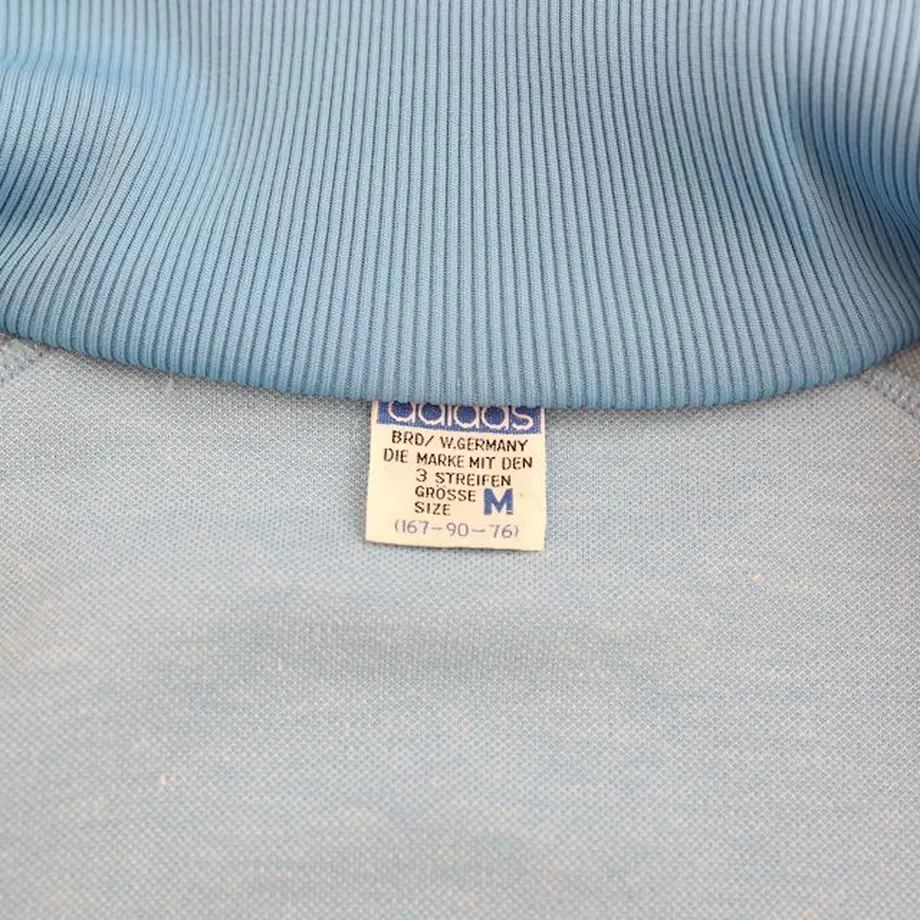 adidas
BRD/ W.GERMANY
DIE MARKE MIT DEN
3 STREIFEN
GRÖSSE M
SIZE
(167-90-76)